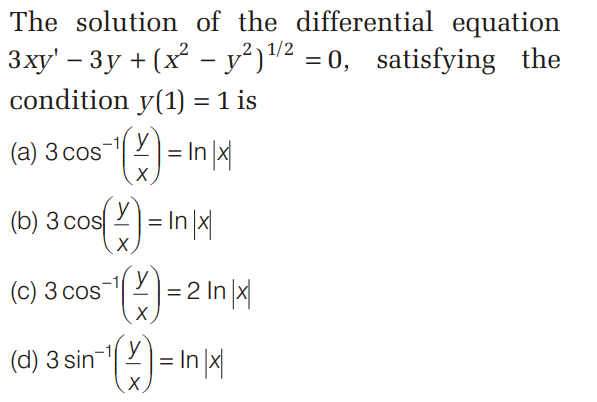 The solution of the differential equation
3xy' – 3y + (x² – y²)^{1/2} = 0, satisfying the
condition y(1) = 1 is
(a) 3 cos⁻¹(y/x) = ln |x|
(b) 3 cos(y/x) = ln |x|
(c) 3 cos⁻¹(y/x) = 2 ln |x|
(d) 3 sin⁻¹(y/x) = ln |x|